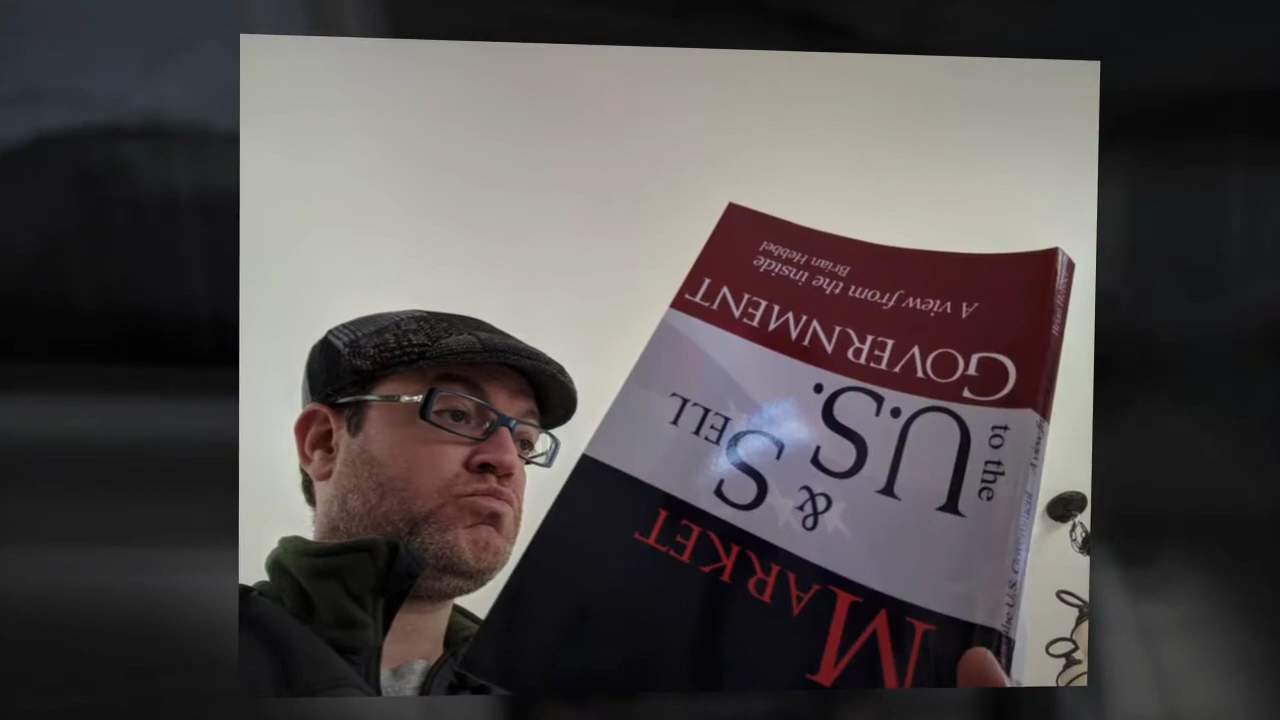 MARKET
& SELL
to the
U.S.
GOVERNMENT
A view from the inside
Brian Hebbel